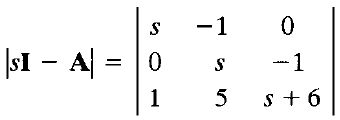 |sI − A| = | s −1 0 |
| 0 s −1 |
| 1 5 s + 6 |